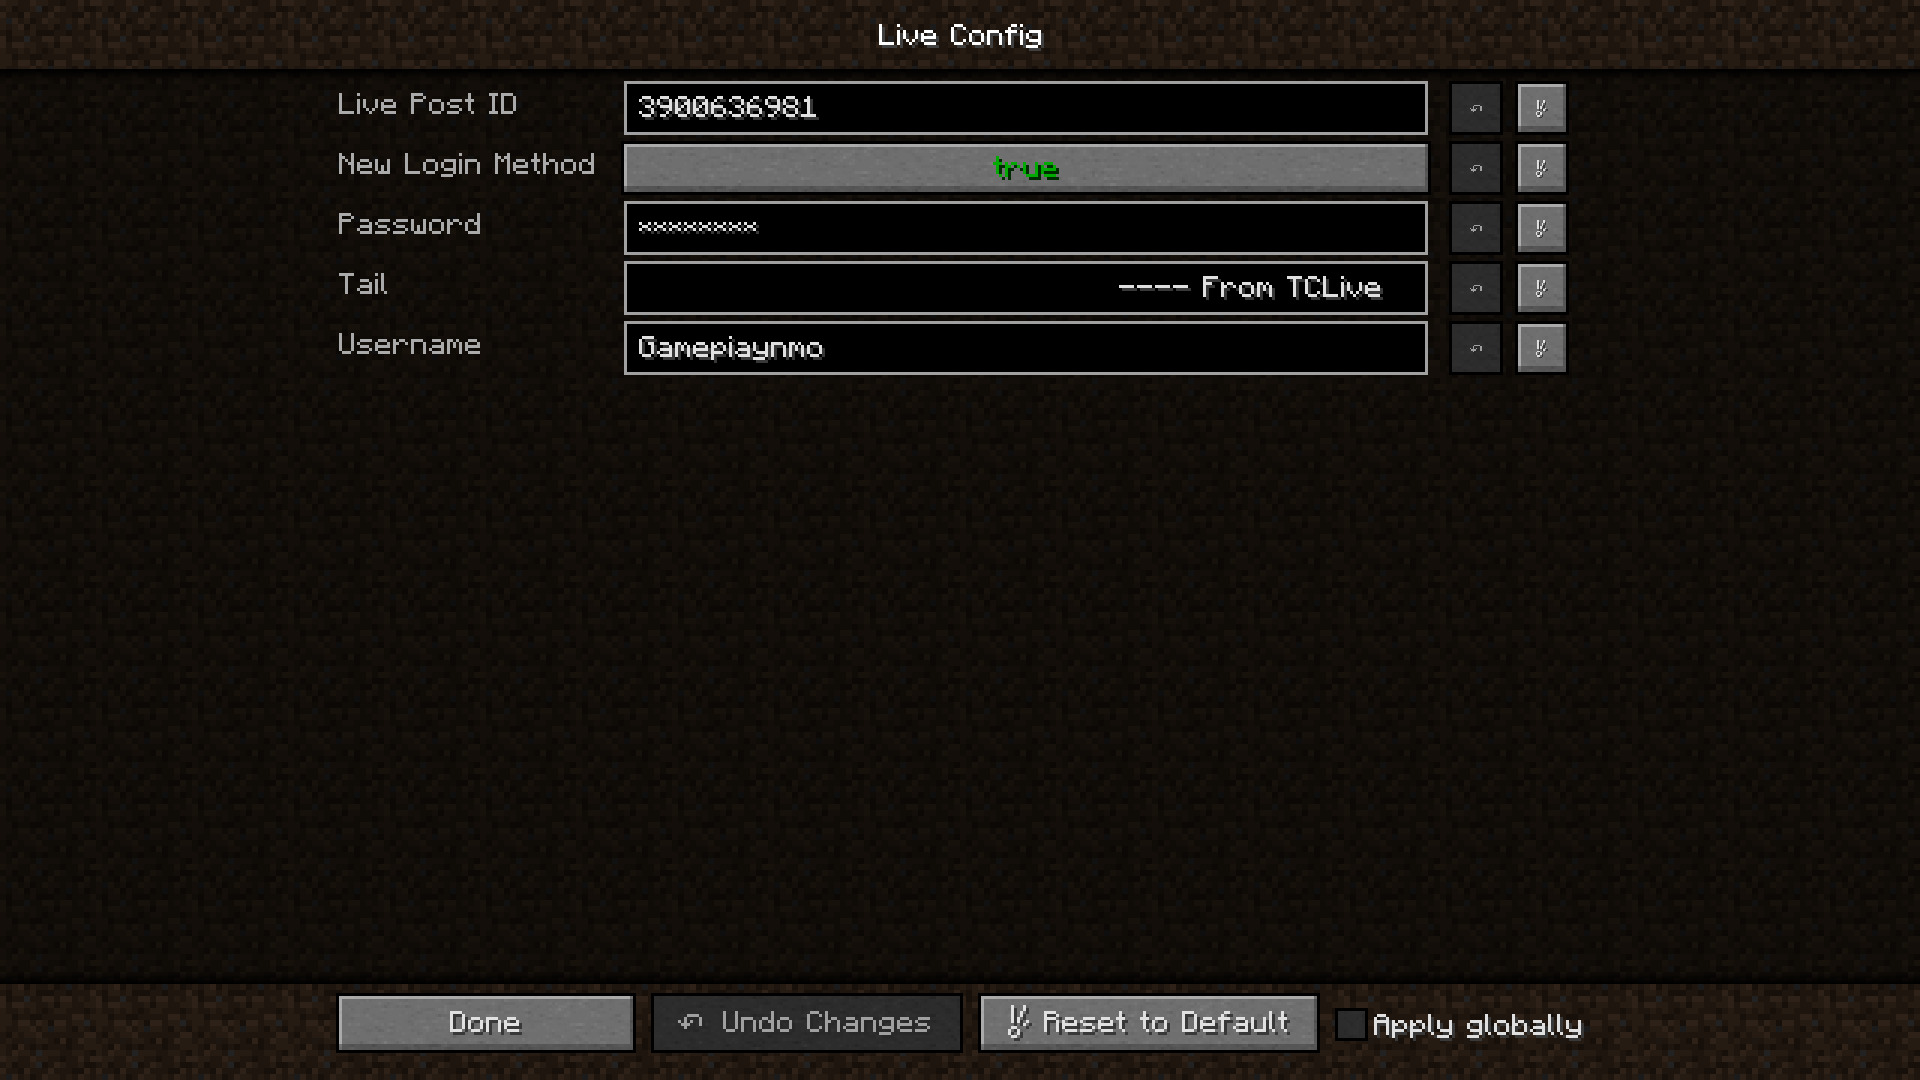 Live Config
Live Post ID 3900636981
New Login Method true
Password ××××××××
Tail ---- From TCLive
Username Gamepiaynmo
Done Undo Changes Reset to Default Apply globally